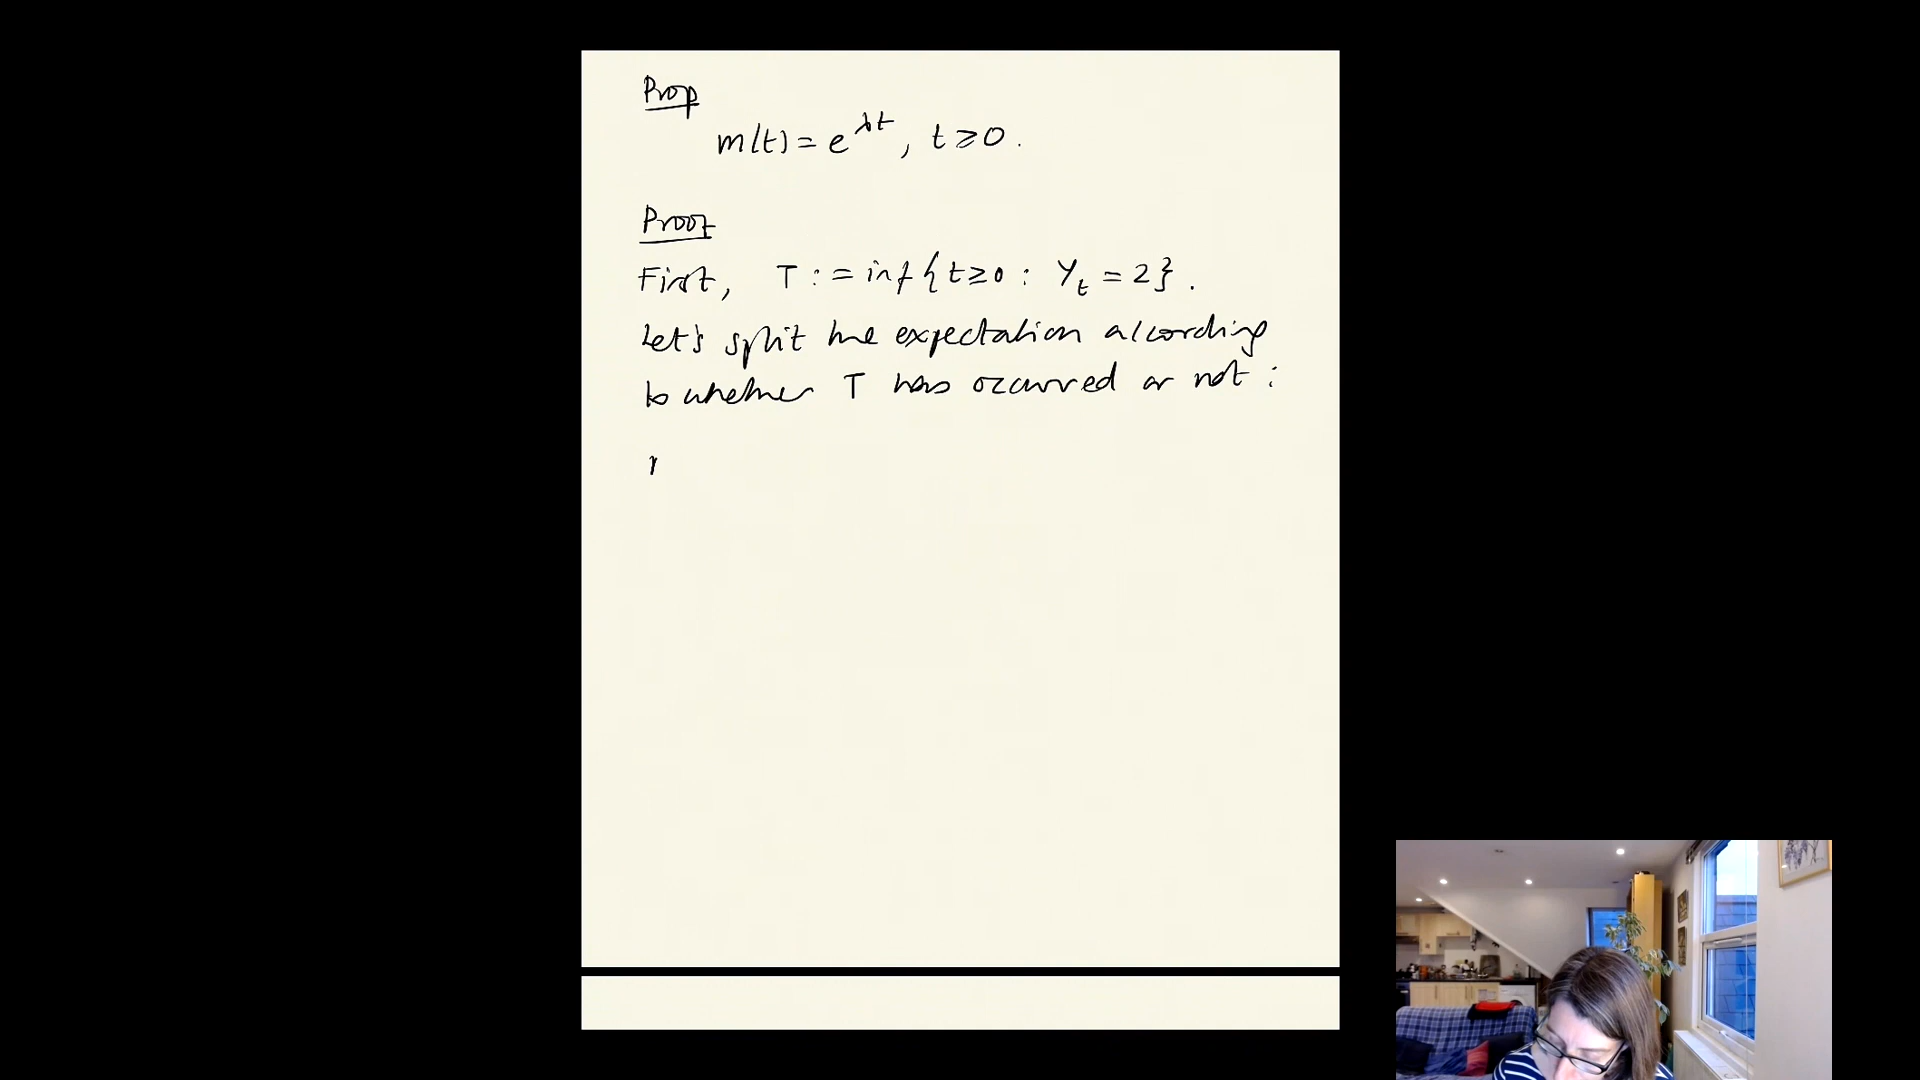 Prop
m(t) = e^{λt}, t ≥ 0.
Proof
First, T := inf{t ≥ 0 : Y_t = 2}.
Let's split the expectation according
to whether T has occurred or not :